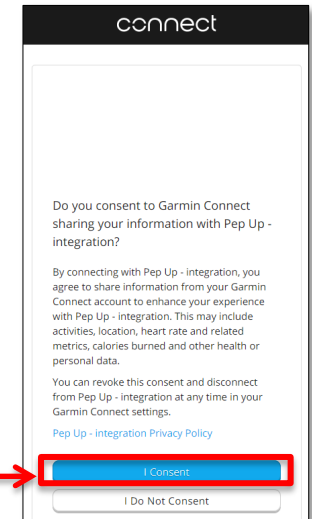 connect
Do you consent to Garmin Connect
sharing your information with Pep Up -
integration?
By connecting with Pep Up - integration, you
agree to share information from your Garmin
Connect account to enhance your experience
with Pep Up - integration. This may include
activities, location, heart rate and related
metrics, calories burned and other health or
personal data.
You can revoke this consent and disconnect
from Pep Up - integration at any time in your
Garmin Connect settings.
Pep Up - integration Privacy Policy
I Consent
I Do Not Consent